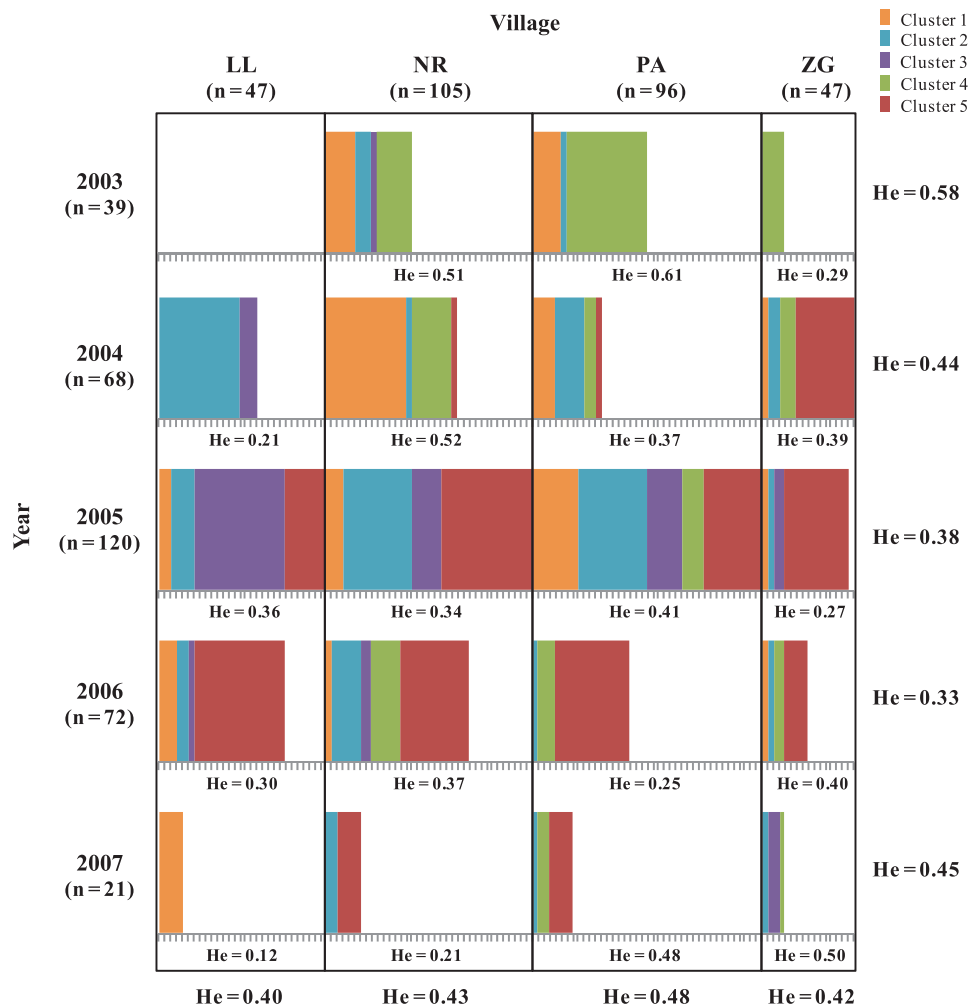 Village
Cluster 1
Cluster 2
Cluster 3
Cluster 4
Cluster 5
LL NR PA ZG
(n=47) (n=105) (n=96) (n=47)
2003
(n=39)
He=0.58
He=0.51 He=0.61 He=0.29
2004
(n=68)
He=0.44
He=0.21 He=0.52 He=0.37 He=0.39
Year
2005
(n=120)
He=0.38
He=0.36 He=0.34 He=0.41 He=0.27
2006
(n=72)
He=0.33
He=0.30 He=0.37 He=0.25 He=0.40
2007
(n=21)
He=0.45
He=0.12 He=0.21 He=0.48 He=0.50
He=0.40 He=0.43 He=0.48 He=0.42